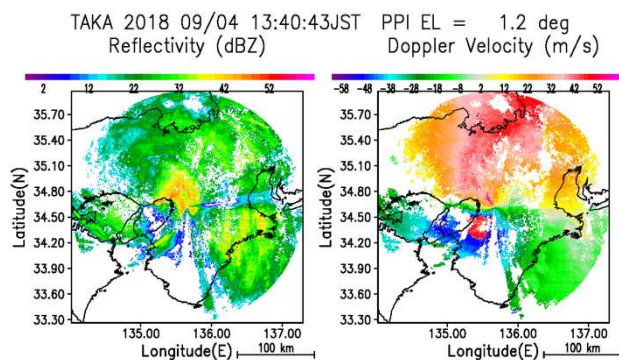 TAKA 2018 09/04 13:40:43JST PPI EL = 1.2 deg
Reflectivity (dBZ)
Doppler Velocity (m/s)
2 12 22 32 42 52
-58 -48 -38 -28 -18 -8 2 12 22 32 42 52
Latitude(N)
35.70
35.40
35.10
34.80
34.50
34.20
33.90
33.60
33.30
135.00 136.00 137.00
Longitude(E)
100 km
Latitude(N)
35.70
35.40
35.10
34.80
34.50
34.20
33.90
33.60
33.30
135.00 136.00 137.00
Longitude(E)
100 km